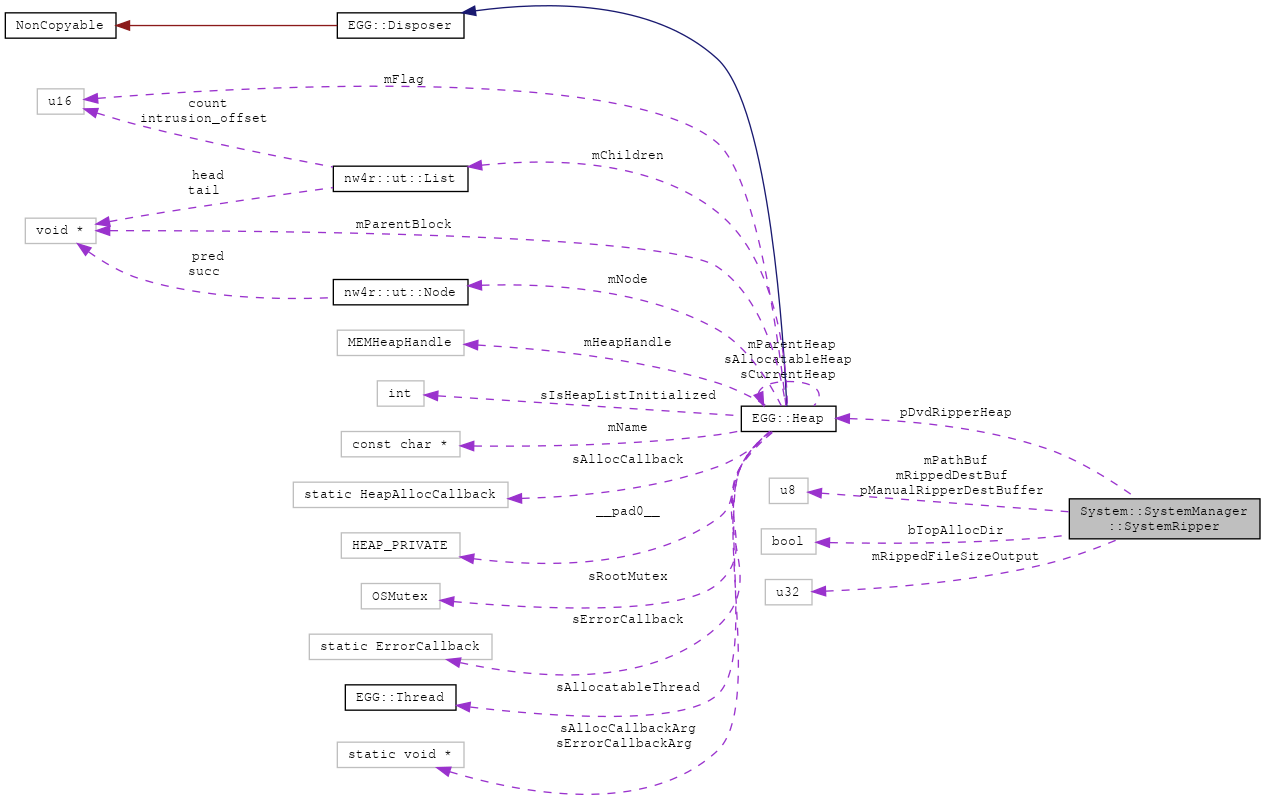 NonCopyable
EGG::Disposer
mFlag
u16
count
intrusion_offset
mChildren
nw4r::ut::List
head
tail
void *
mParentBlock
pred
succ
mNode
nw4r::ut::Node
MEMHeapHandle
mHeapHandle
mParentHeap
sAllocatableHeap
sCurrentHeap
int
sIsHeapListInitialized
EGG::Heap
pDvdRipperHeap
const char *
mName
sAllocCallback
static HeapAllocCallback
mPathBuf
mRippedDestBuf
pManualRipperDestBuffer
u8
System::SystemManager
::SystemRipper
__pad0__
bTopAllocDir
HEAP_PRIVATE
bool
mRippedFileSizeOutput
sRootMutex
OSMutex
u32
sErrorCallback
static ErrorCallback
sAllocatableThread
EGG::Thread
sAllocCallbackArg
sErrorCallbackArg
static void *